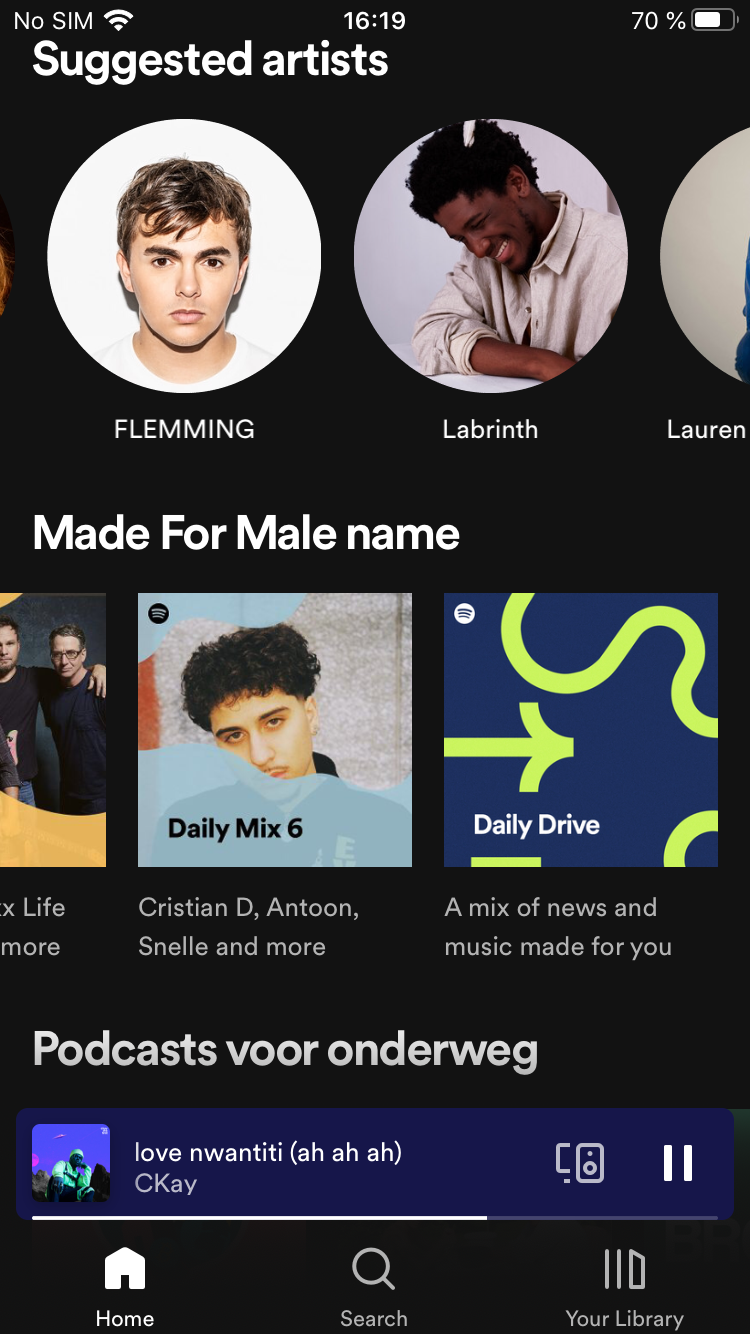 No SIM 16:19 70 %
Suggested artists
FLEMMING Labrinth Lauren
Made For Male name
Daily Mix 6 Daily Drive
x Life Cristian D, Antoon, A mix of news and
more Snelle and more music made for you
Podcasts voor onderweg
love nwantiti (ah ah ah)
CKay
Home Search Your Library